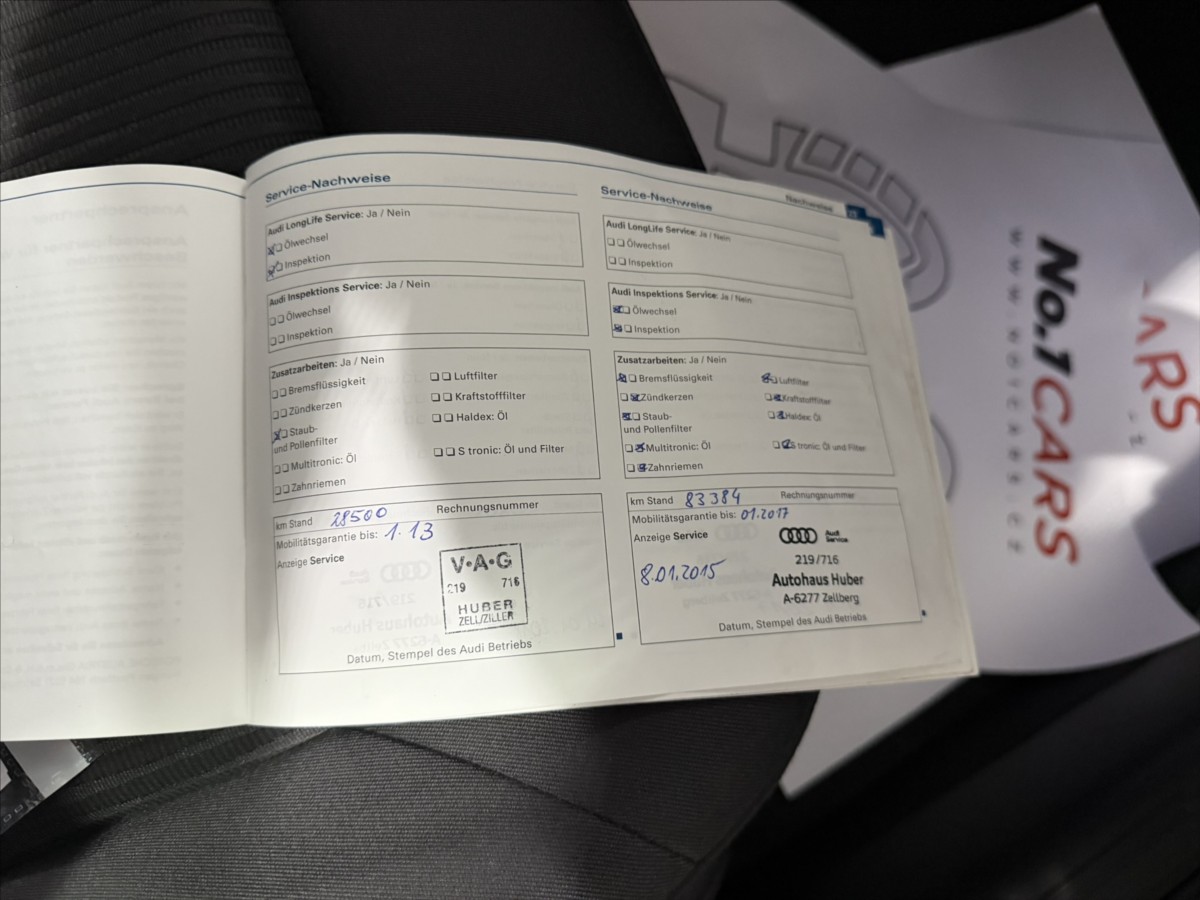 Service-Nachweise
Audi LongLife Service: Ja / Nein
Ölwechsel
Inspektion
Audi Inspektions Service: Ja / Nein
Ölwechsel
Inspektion
Zusatzarbeiten: Ja / Nein
Bremsflüssigkeit
Zündkerzen
Staub-
und Pollenfilter
Multitronic: Öl
Zahnriemen
Luftfilter
Kraftstofffilter
Haldex: Öl
S tronic: Öl und Filter
km Stand 28500 Rechnungsnummer
Mobilitätsgarantie bis: 1.13
Anzeige Service
V·A·G
219 716
HUBER
ZELL/ZILLER
Datum, Stempel des Audi Betriebs
Nachweise
Service-Nachweise
Audi LongLife Service: Ja / Nein
Ölwechsel
Inspektion
Audi Inspektions Service: Ja / Nein
Ölwechsel
Inspektion
Zusatzarbeiten: Ja / Nein
Bremsflüssigkeit
Zündkerzen
Staub-
und Pollenfilter
Multitronic: Öl
Zahnriemen
Luftfilter
Kraftstofffilter
Haldex: Öl
S tronic: Öl und Filter
km Stand 83384 Rechnungsnummer
Mobilitätsgarantie bis: 01.2017
Anzeige Service
8.01.2015
Audi
Service
219/716
Autohaus Huber
A-6277 Zellberg
Datum, Stempel des Audi Betriebs
No.1CARS
CARS